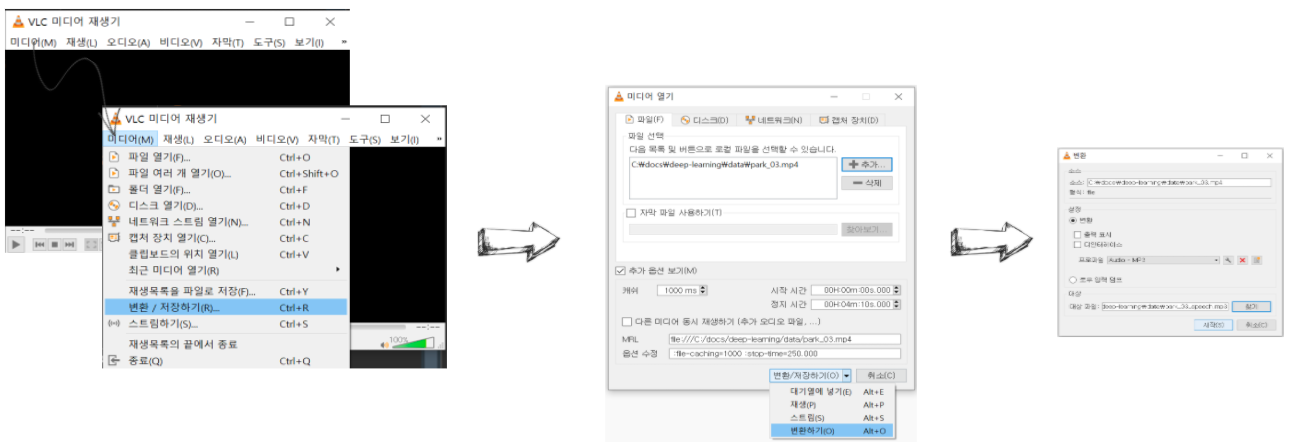 VLC 미디어 재생기
미디어(M) 재생(L) 오디오(A) 비디오(V) 자막(T) 도구(S) 보기(I) »
--:--
VLC 미디어 재생기
미디어(M) 재생(L) 오디오(A) 비디오(V) 자막(T) 도구(S) 보기(I) »
파일 열기(F)... Ctrl+O
파일 여러 개 열기(O)... Ctrl+Shift+O
폴더 열기(F)... Ctrl+F
디스크 열기(D)... Ctrl+D
네트워크 스트림 열기(N)... Ctrl+N
캡처 장치 열기(C)... Ctrl+C
클립보드의 위치 열기(L) Ctrl+V
최근 미디어 열기(R)
재생목록을 파일로 저장(F)... Ctrl+Y
변환 / 저장하기(R)... Ctrl+R
스트림하기(S)... Ctrl+S
재생목록의 끝에서 종료
종료(Q) Ctrl+Q
--:--
100%
미디어 열기
파일(F) 디스크(D) 네트워크(N) 캡처 장치(D)
파일 선택
다음 목록 및 버튼으로 로컬 파일을 선택할 수 있습니다.
C:₩docs₩deep-learning₩data₩park_03.mp4
추가...
삭제
자막 파일 사용하기(T)
찾아보기...
추가 옵션 보기(M)
캐쉬 1000 ms 시작 시간 00H:00m:00s.000
정지 시간 00H:04m:10s.000
다른 미디어 동시 재생하기 (추가 오디오 파일, ...)
MRL file:///C:/docs/deep-learning/data/park_03.mp4
옵션 수정 :file-caching=1000 :stop-time=250.000
변환/저장하기(O) 취소(C)
대기열에 넣기(E) Alt+E
재생(P) Alt+P
스트림(S) Alt+S
변환하기(O) Alt+O
변환
소스
소스: C:₩docs₩deep-learning₩data₩park_03.mp4
형식: file
설정
변환
출력 표시
디인터레이스
프로파일 Audio - MP3
로우 입력 덤프
대상
대상 파일: deep-learning₩data₩park_03_speech.mp3 찾기
시작(S) 취소(C)